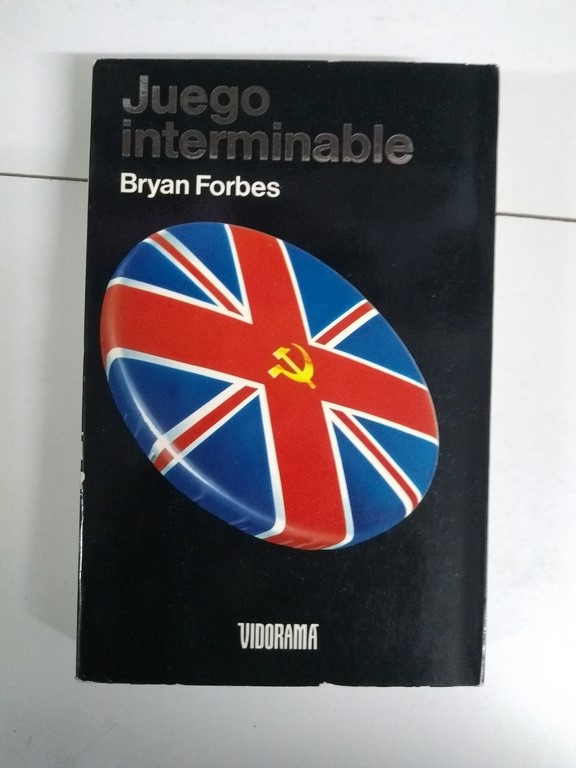 Juego
interminable
Bryan Forbes
VIDORAMA